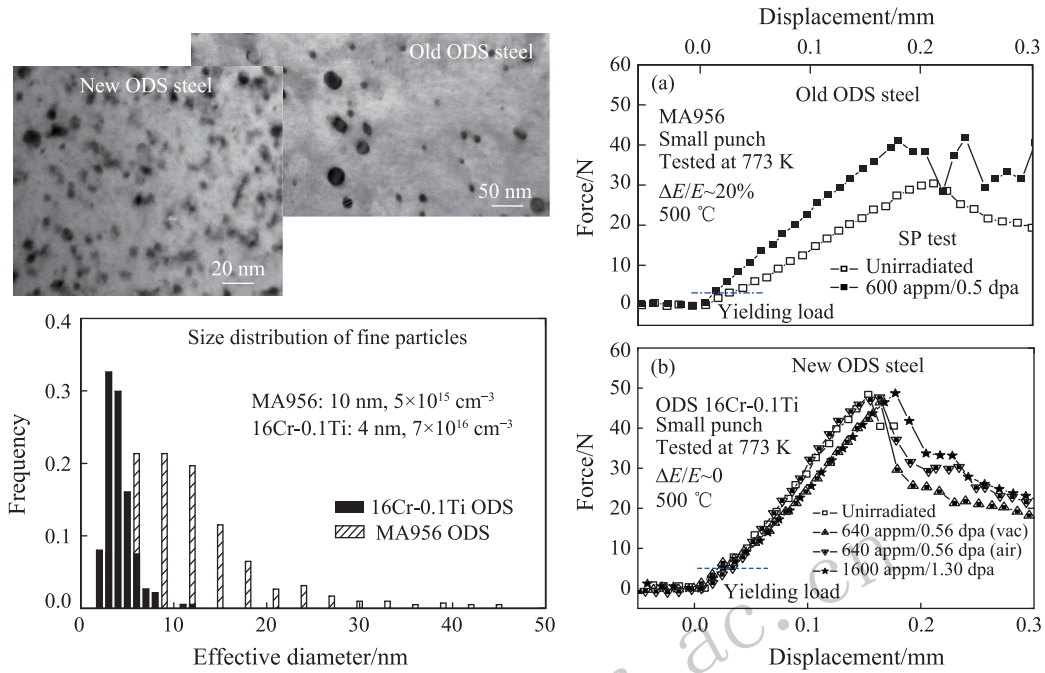 New ODS steel
20 nm
Old ODS steel
50 nm
Size distribution of fine particles
MA956: 10 nm, 5×10¹⁵ cm⁻³
16Cr-0.1Ti: 4 nm, 7×10¹⁶ cm⁻³
16Cr-0.1Ti ODS
MA956 ODS
Frequency
0.4
0.3
0.2
0.1
0.0
0 10 20 30 40 50
Effective diameter/nm
Displacement/mm
0.0 0.1 0.2 0.3
(a)
Old ODS steel
MA956
Small punch
Tested at 773 K
ΔE/E~20%
500 ℃
SP test
Unirradiated
600 appm/0.5 dpa
Yielding load
Force/N
60
50
40
30
20
10
0
(b)
New ODS steel
ODS 16Cr-0.1Ti
Small punch
Tested at 773 K
ΔE/E~0
500 ℃
Unirradiated
640 appm/0.56 dpa (vac)
640 appm/0.56 dpa (air)
1600 appm/1.30 dpa
Yielding load
Force/N
60
50
40
30
20
10
0
0.0 0.1 0.2 0.3
Displacement/mm
ac.cn